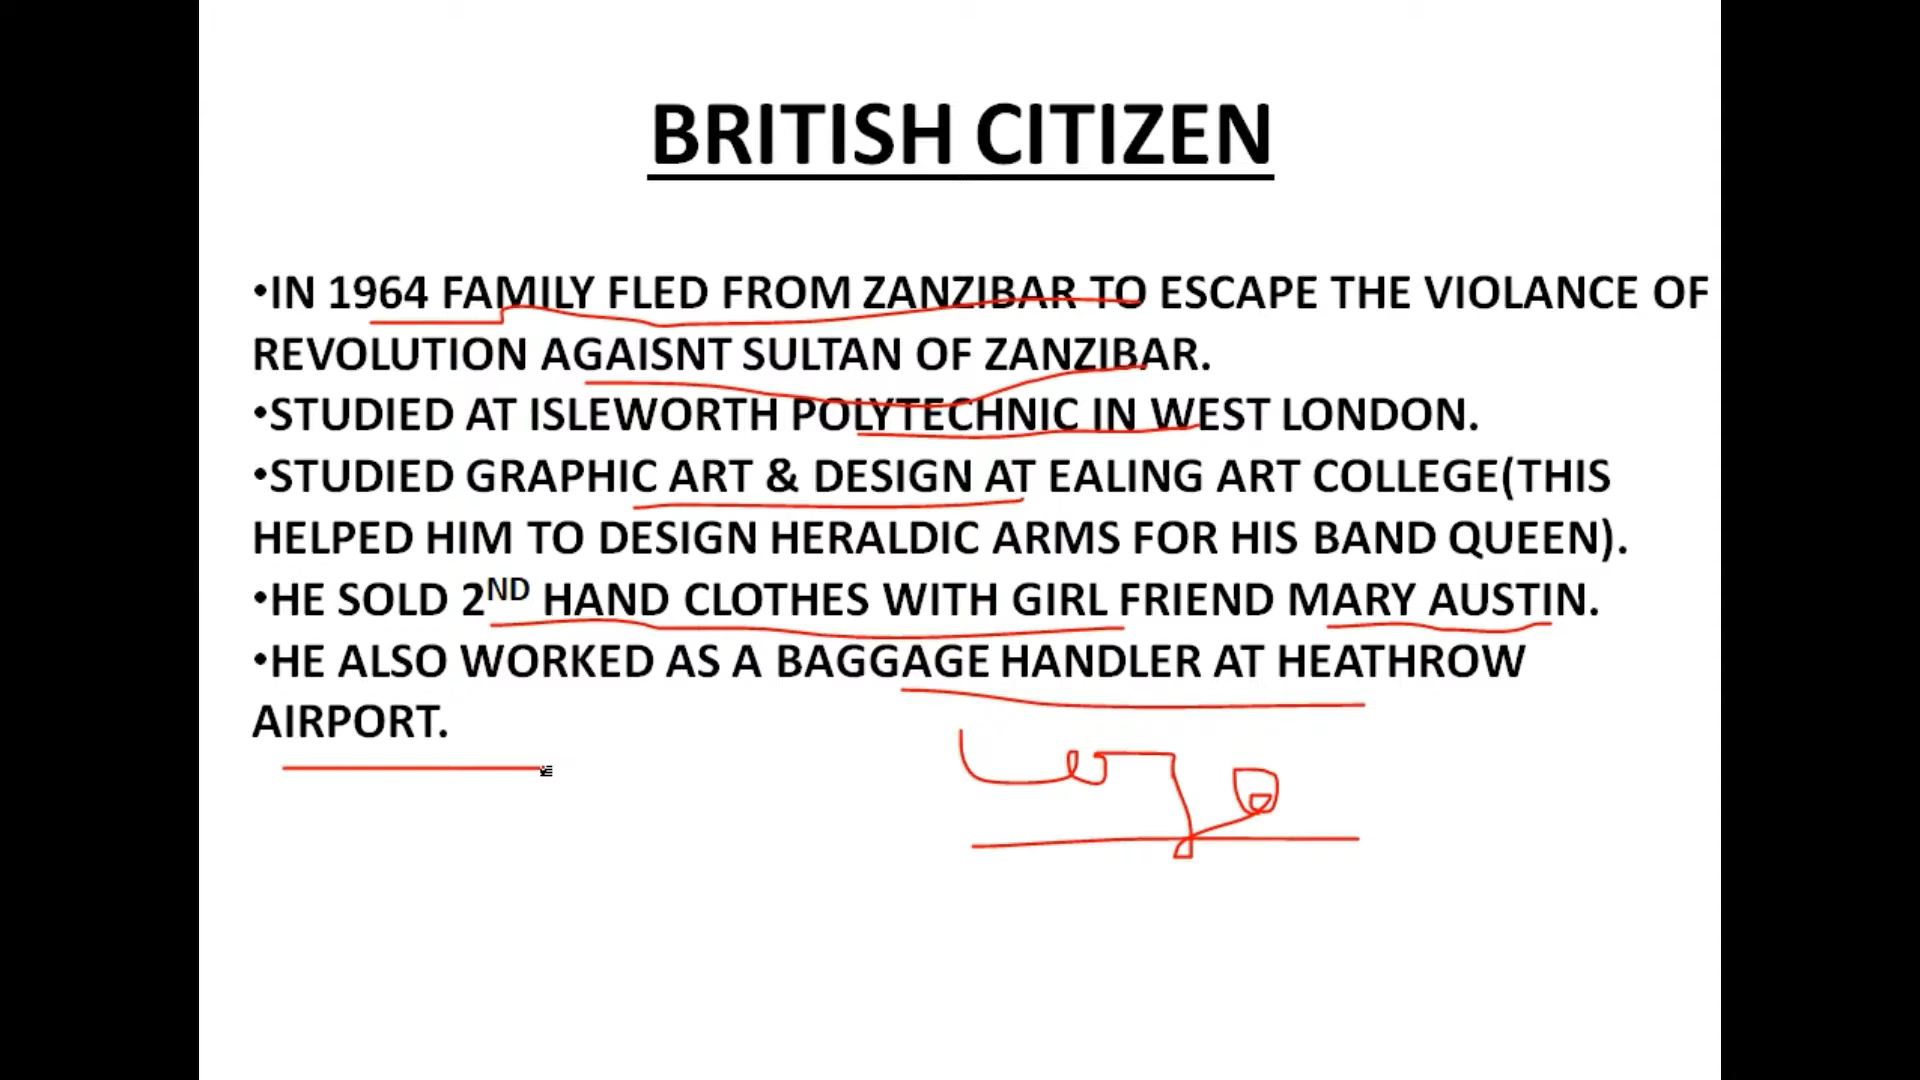 BRITISH CITIZEN
•IN 1964 FAMILY FLED FROM ZANZIBAR TO ESCAPE THE VIOLANCE OF
REVOLUTION AGAISNT SULTAN OF ZANZIBAR.
•STUDIED AT ISLEWORTH POLYTECHNIC IN WEST LONDON.
•STUDIED GRAPHIC ART & DESIGN AT EALING ART COLLEGE(THIS
HELPED HIM TO DESIGN HERALDIC ARMS FOR HIS BAND QUEEN).
•HE SOLD 2ND HAND CLOTHES WITH GIRL FRIEND MARY AUSTIN.
•HE ALSO WORKED AS A BAGGAGE HANDLER AT HEATHROW
AIRPORT.